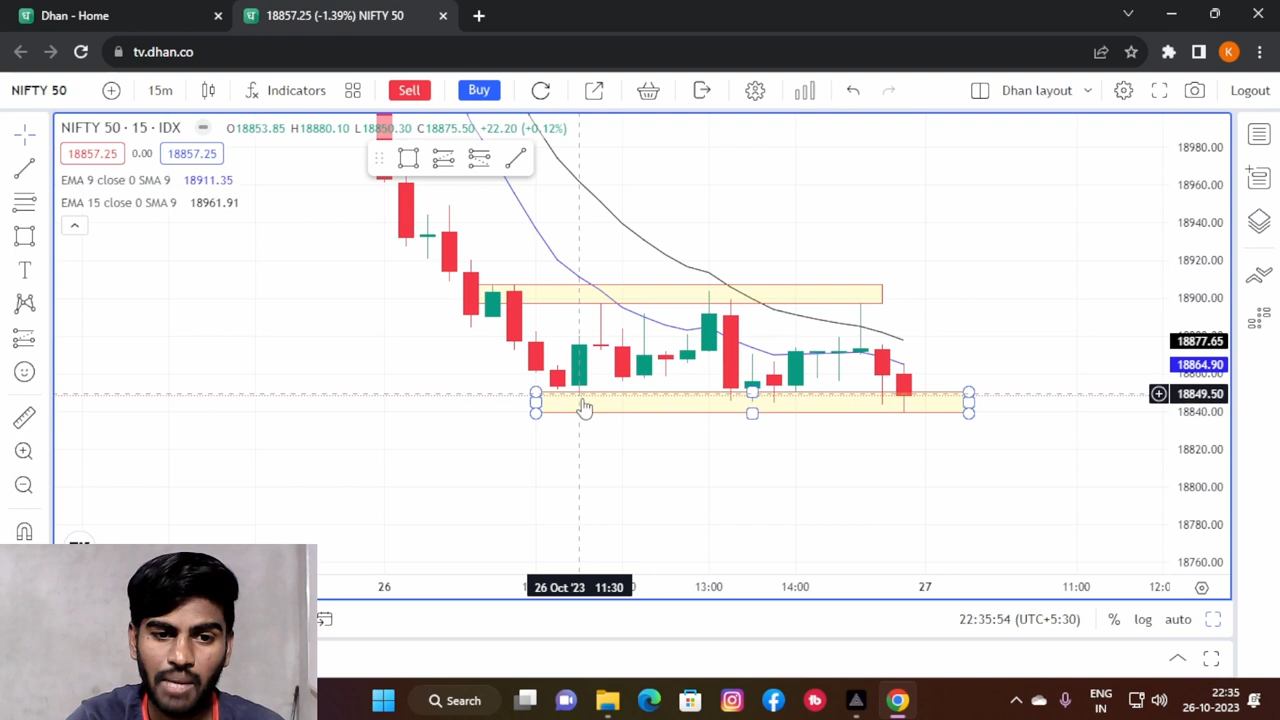 Dhan - Home
18857.25 (-1.39%) NIFTY 50
tv.dhan.co
K
NIFTY 50
15m
Indicators
Sell
Buy
Dhan layout
Logout
NIFTY 50 · 15 · IDX
O18853.85 H18880.10 L18850.30 C18875.50 +22.20 (+0.12%)
18857.25 0.00 18857.25
EMA 9 close 0 SMA 9 18911.35
EMA 15 close 0 SMA 9 18961.91
18980.00
18960.00
18940.00
18920.00
18900.00
18877.65
18864.90
18849.50
18840.00
18820.00
18800.00
18780.00
18760.00
26
26 Oct '23 11:30
13:00
14:00
27
11:00
22:35:54 (UTC+5:30)
%
log
auto
Search
ENG
IN
22:35
26-10-2023